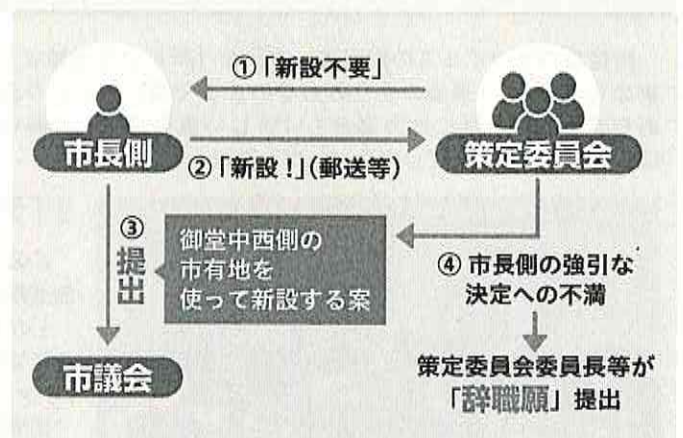 ①「新設不要」
市長側
策定委員会
②「新設!」(郵送等)
③
提出
御堂中西側の
市有地を
使って新設する案
④ 市長側の強引な
決定への不満
市議会
策定委員会委員長等が
「辞職願」提出